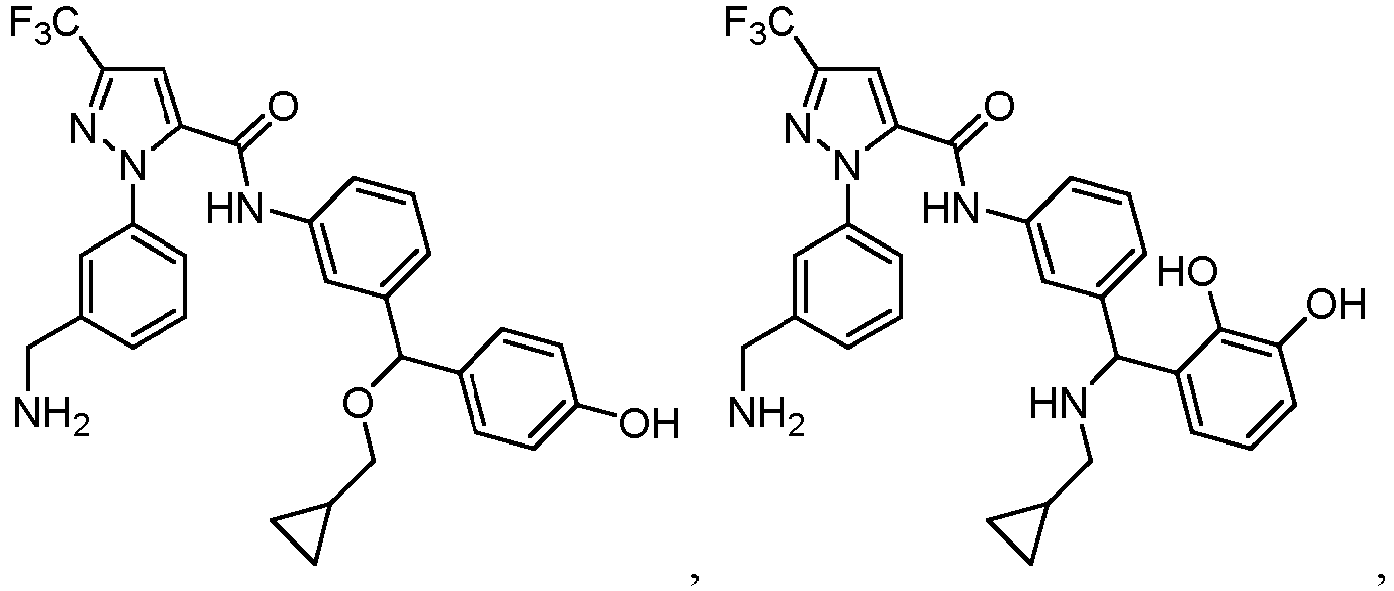 F3C F3C
O O
N N
N N
HN HN
HO
OH
NH2 O OH NH2 HN
, ,